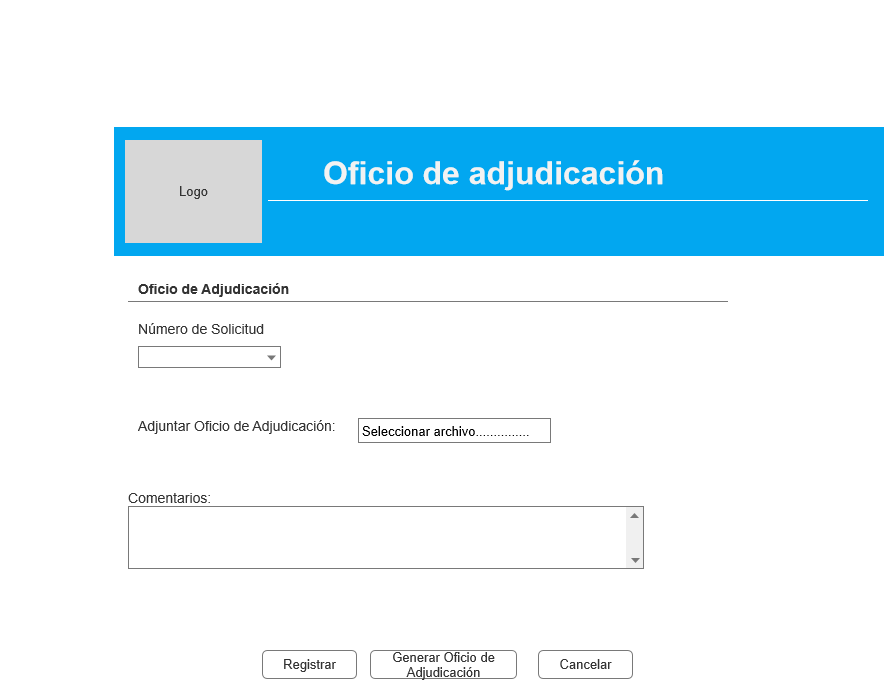 Logo
Oficio de adjudicación
Oficio de Adjudicación
Número de Solicitud
Adjuntar Oficio de Adjudicación:
Seleccionar archivo...............
Comentarios:
Registrar
Generar Oficio de
Adjudicación
Cancelar